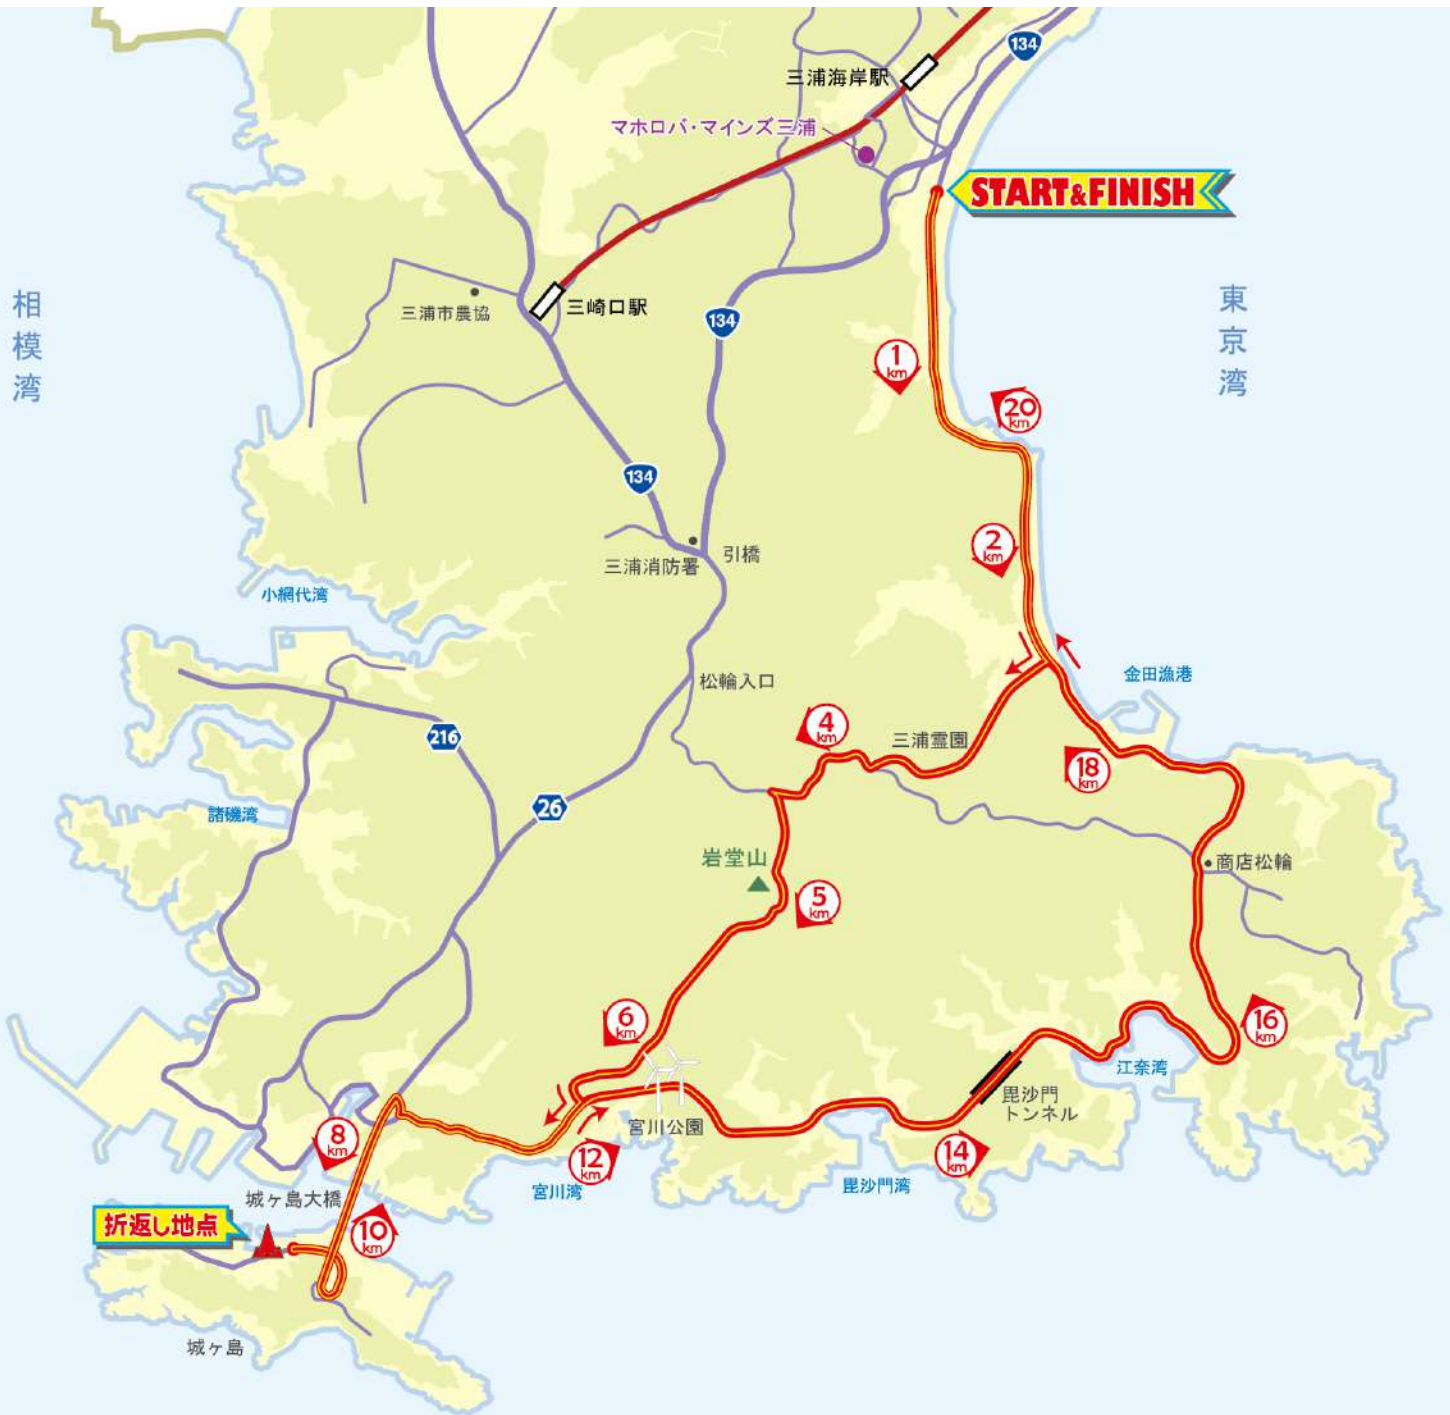 134
三浦海岸駅
マホロバ・マインズ三浦
START&FINISH
相模湾
東京湾
三浦市農協
三崎口駅
134
1
km
20
km
134
2
km
引橋
三浦消防署
小網代湾
金田漁港
松輪入口
216
4
km
三浦霊園
18
km
26
諸磯湾
岩堂山
商店松輪
5
km
6
km
16
km
江奈湾
毘沙門
トンネル
宮川公園
8
km
12
km
14
km
宮川湾
毘沙門湾
城ヶ島大橋
折返し地点
10
km
城ヶ島